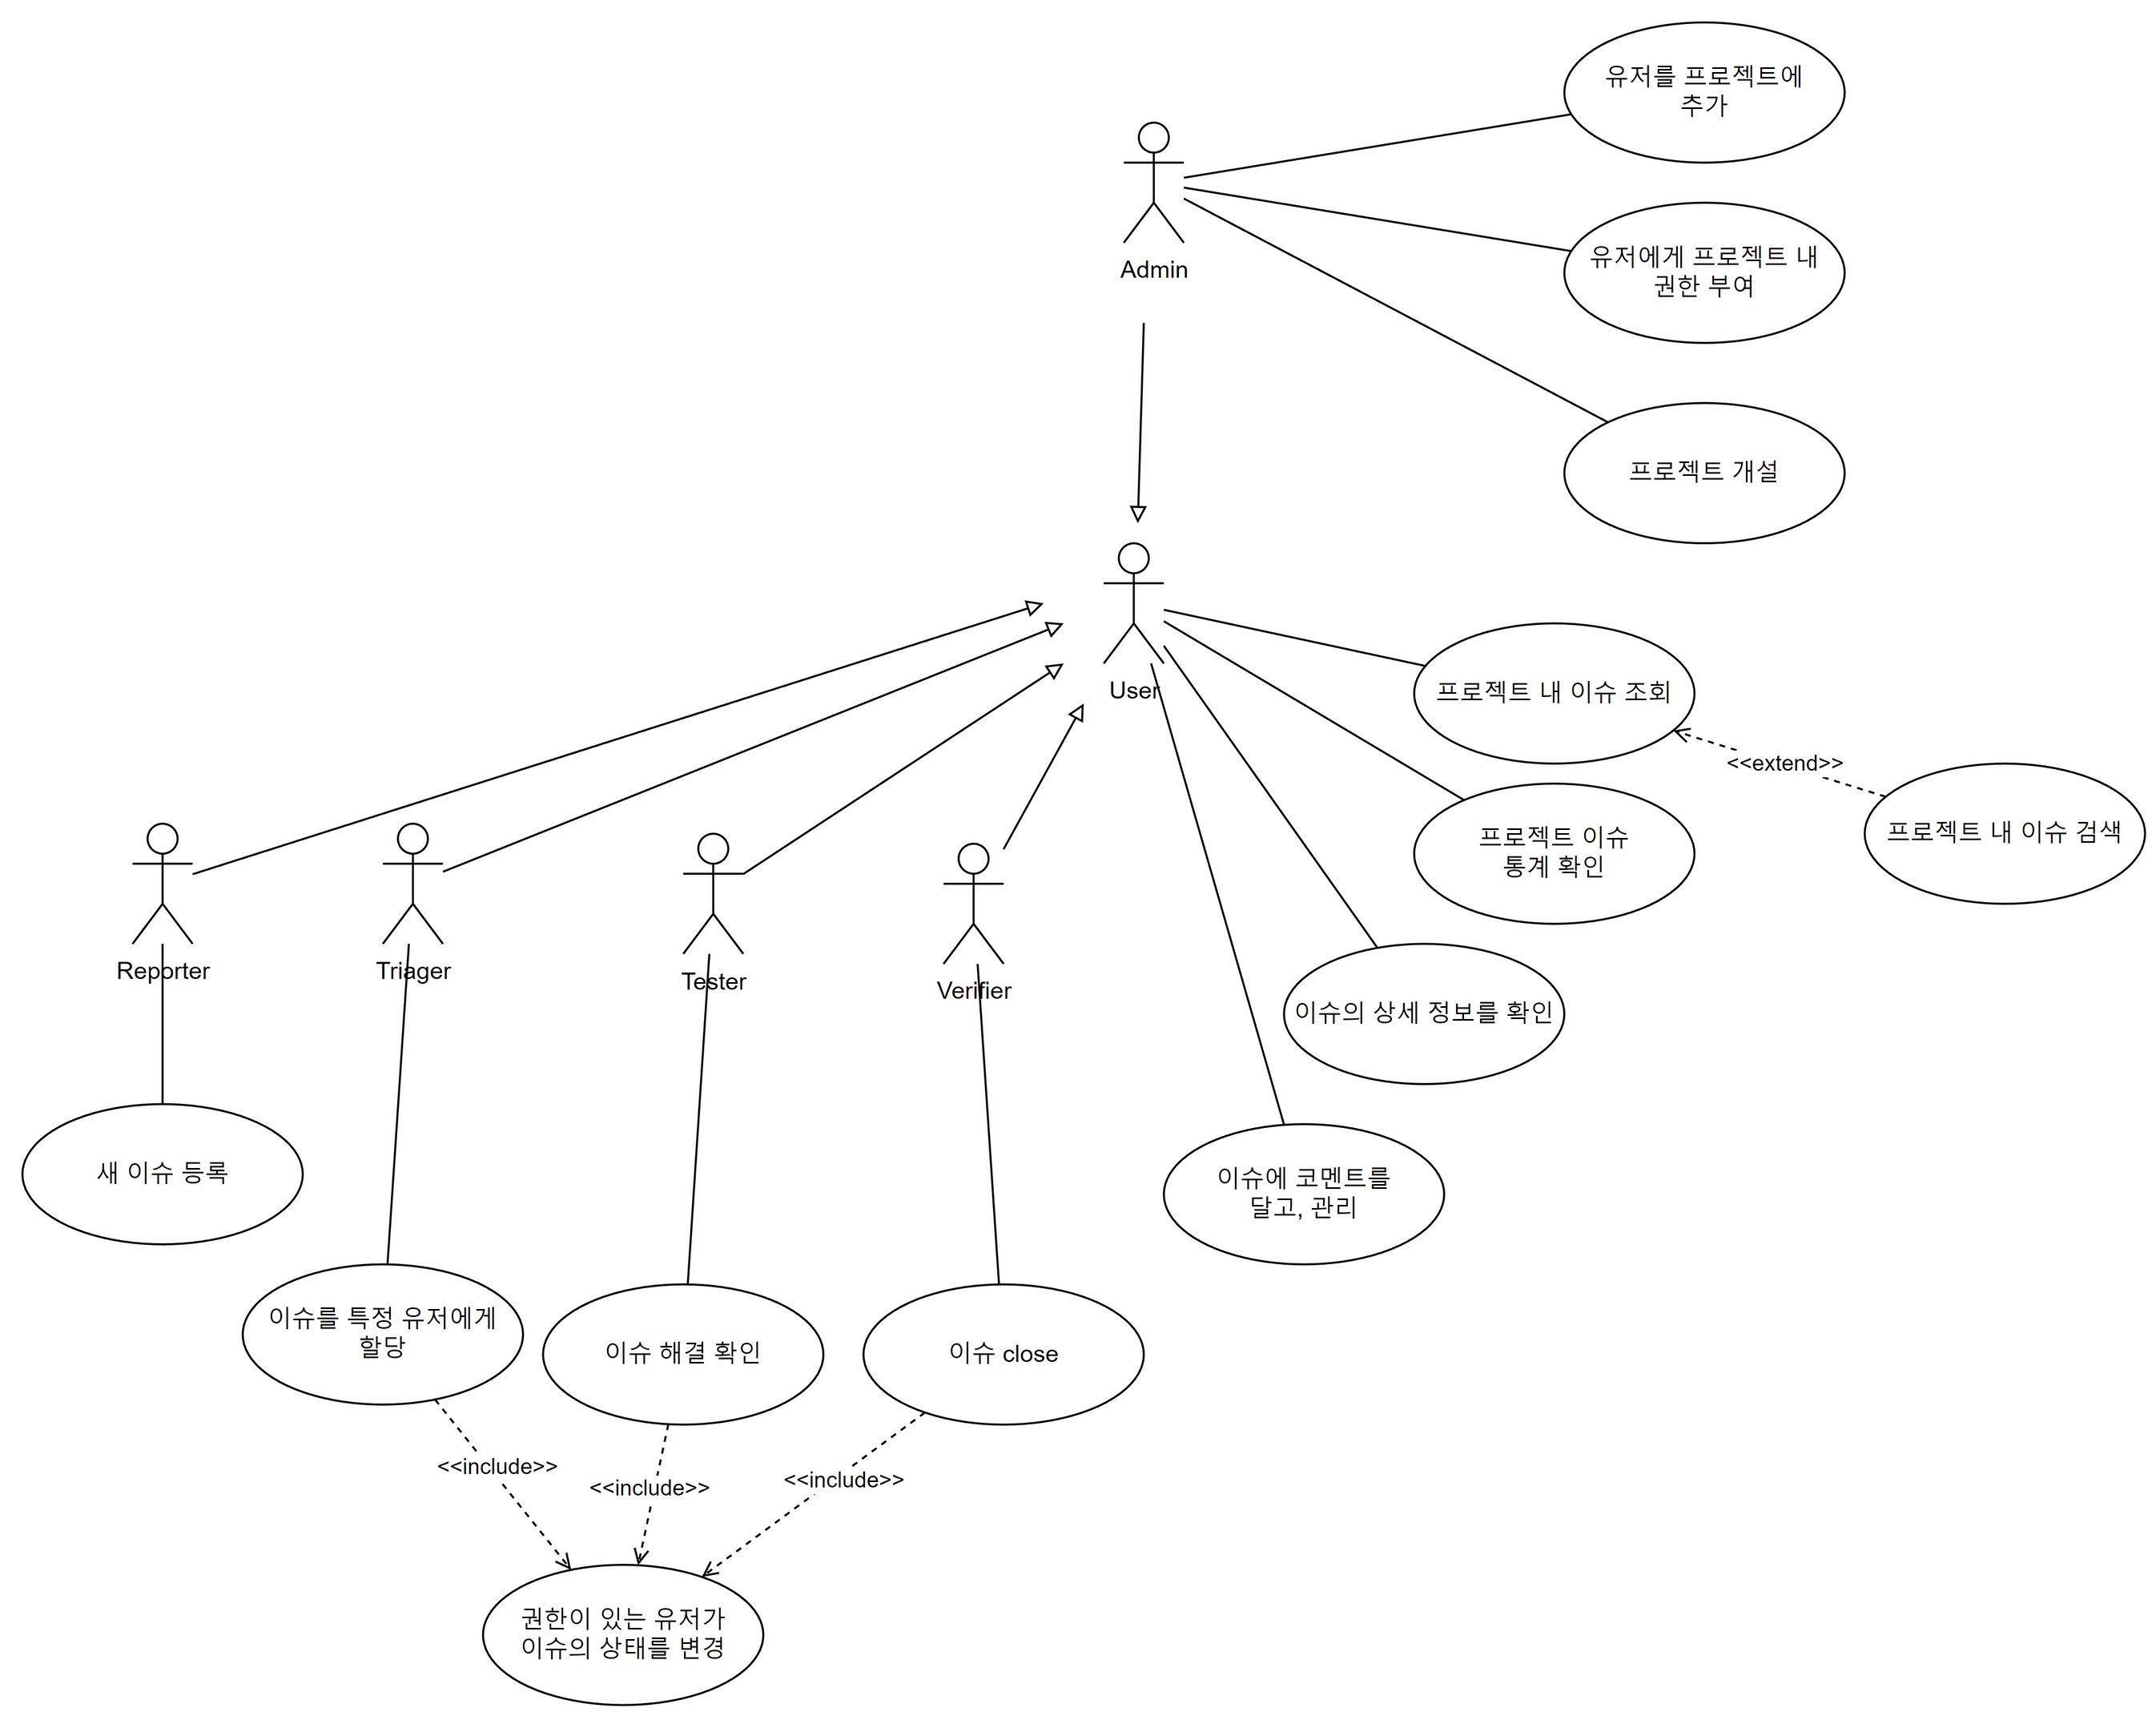 유저를 프로젝트에
추가
Admin
유저에게 프로젝트 내
권한 부여
프로젝트 개설
User
프로젝트 내 이슈 조회
<<extend>>
프로젝트 내 이슈 검색
프로젝트 이슈
통계 확인
Reporter
Triager
Tester
Verifier
이슈의 상세 정보를 확인
새 이슈 등록
이슈에 코멘트를
달고, 관리
이슈를 특정 유저에게
할당
이슈 해결 확인
이슈 close
<<include>>
<<include>>
<<include>>
권한이 있는 유저가
이슈의 상태를 변경